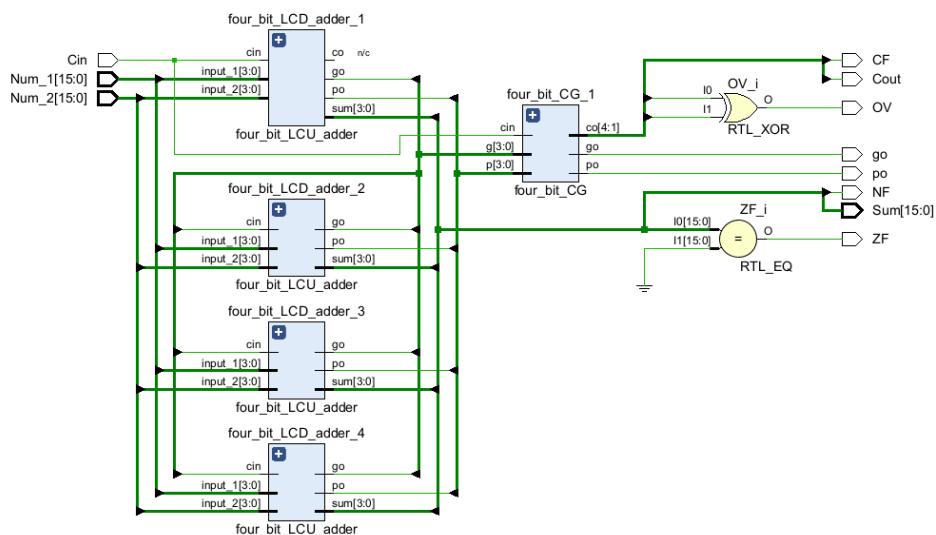 four_bit_LCD_adder_1
Cin
Num_1[15:0]
Num_2[15:0]
cin
input_1[3:0]
input_2[3:0]
co n/c
go
po
sum[3:0]
four_bit_LCU_adder
four_bit_LCD_adder_2
cin
input_1[3:0]
input_2[3:0]
go
po
sum[3:0]
four_bit_LCU_adder
four_bit_LCD_adder_3
cin
input_1[3:0]
input_2[3:0]
go
po
sum[3:0]
four_bit_LCU_adder
four_bit_LCD_adder_4
cin
input_1[3:0]
input_2[3:0]
go
po
sum[3:0]
four_bit_LCU_adder
four_bit_CG_1
cin
g[3:0]
p[3:0]
co[4:1]
go
po
four_bit_CG
OV_i
I0
I1
O
RTL_XOR
ZF_i
I0[15:0]
I1[15:0]
=
O
RTL_EQ
CF
Cout
OV
go
po
NF
Sum[15:0]
ZF